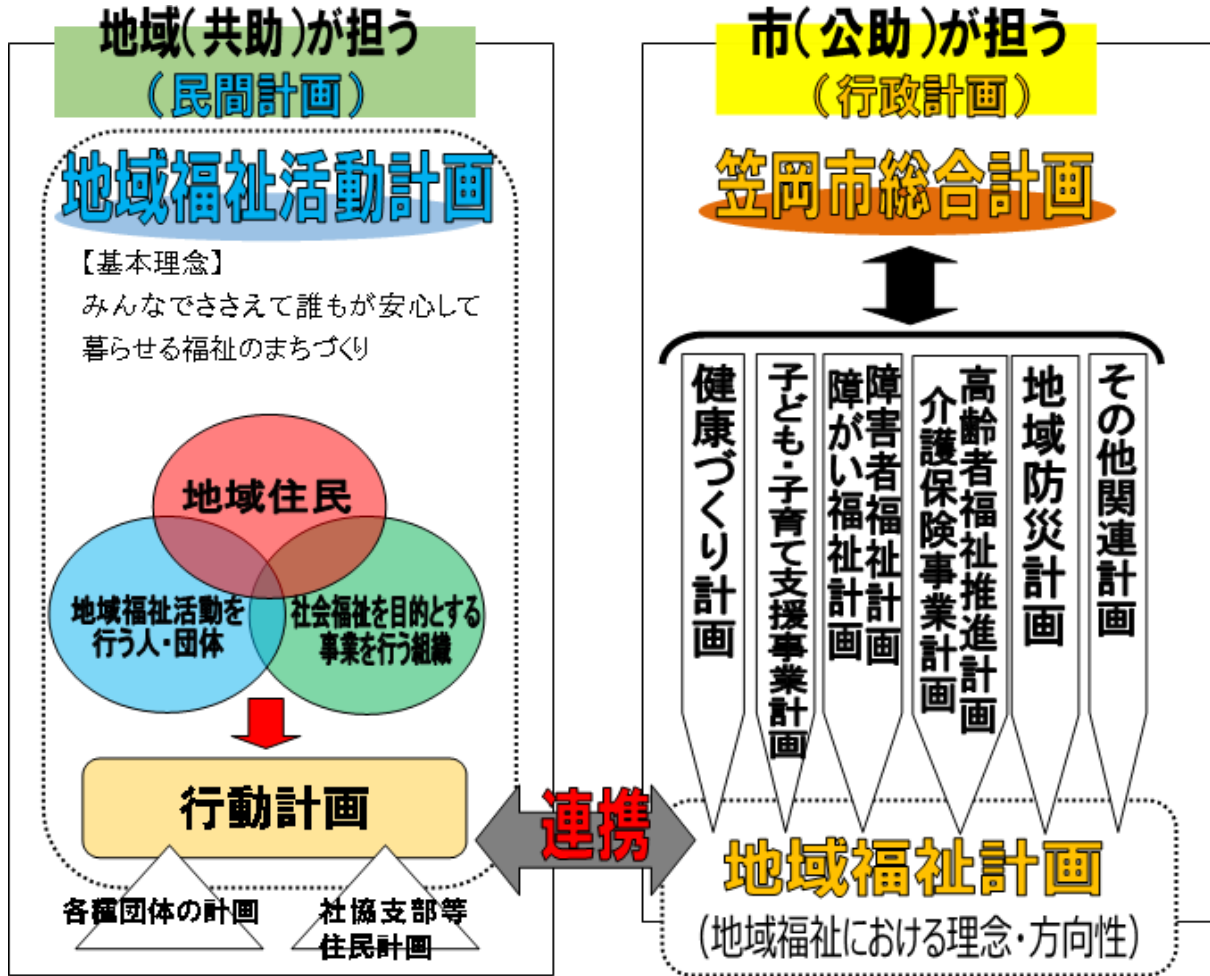 地域(共助)が担う
(民間計画)
地域福祉活動計画
【基本理念】
みんなでささえて誰もが安心して
暮らせる福祉のまちづくり
地域住民
地域福祉活動を
行う人・団体
社会福祉を目的とする
事業を行う組織
行動計画
各種団体の計画
社協支部等
住民計画
連携
市(公助)が担う
(行政計画)
笠岡市総合計画
健康づくり計画
子ども・子育て支援事業計画
障害者福祉計画
障がい福祉計画
高齢者福祉推進計画
介護保険事業計画
地域防災計画
その他関連計画
地域福祉計画
(地域福祉における理念・方向性)